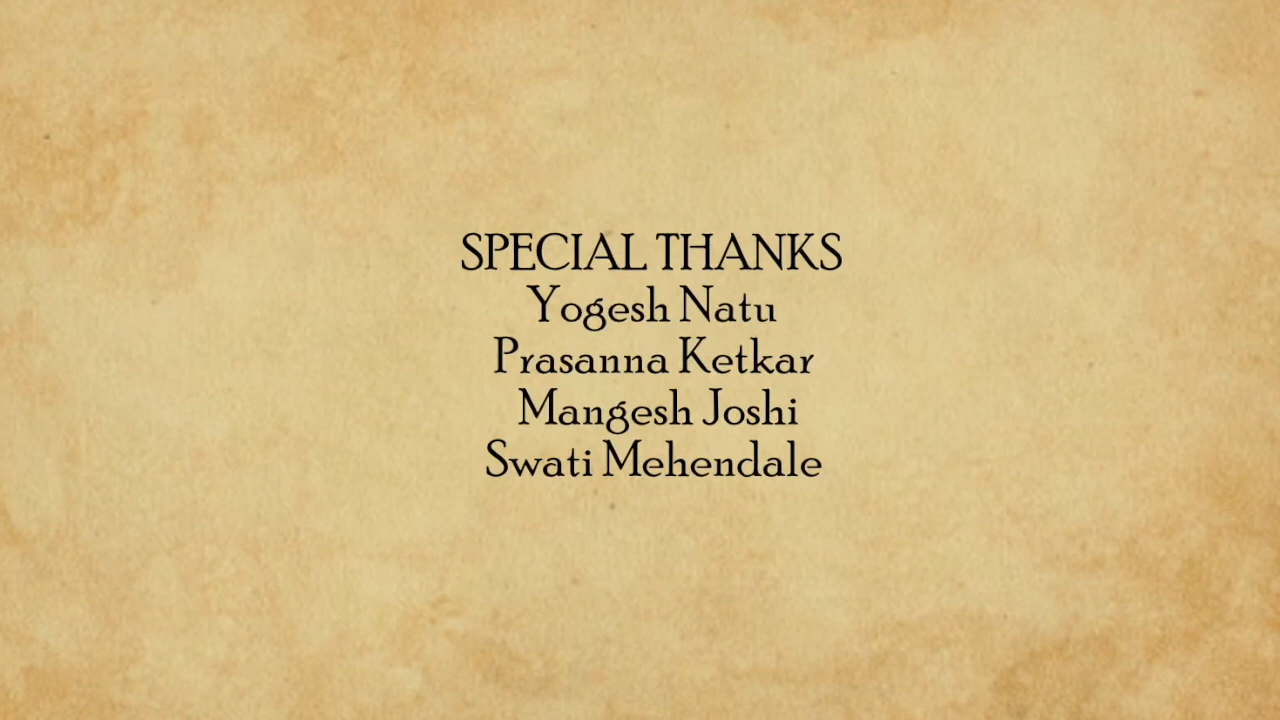 SPECIAL THANKS
Yogesh Natu
Prasanna Ketkar
Mangesh Joshi
Swati Mehendale